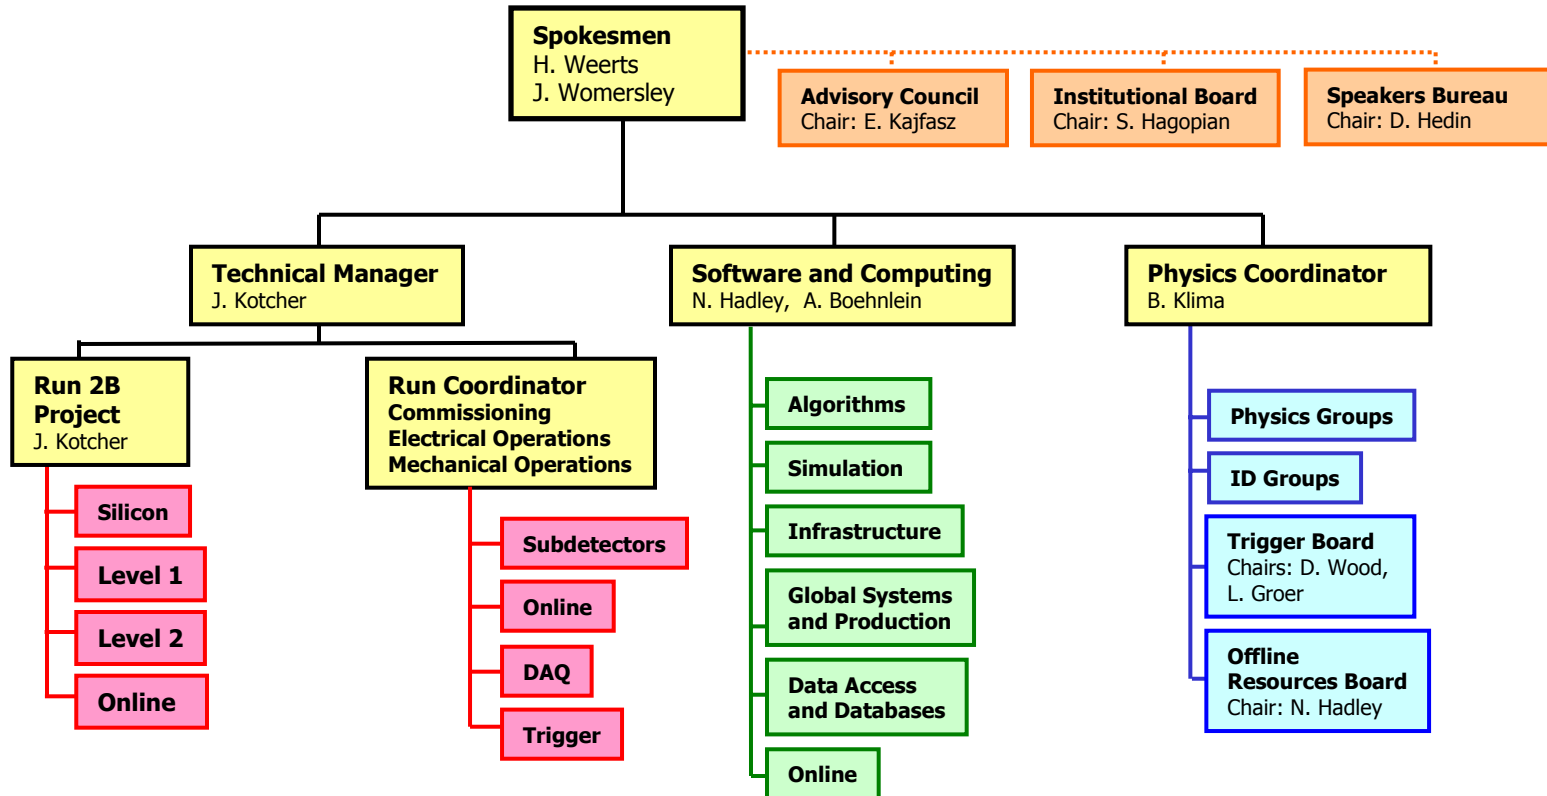 Spokesmen
H. Weerts
J. Womersley
Advisory Council
Chair: E. Kajfasz
Institutional Board
Chair: S. Hagopian
Speakers Bureau
Chair: D. Hedin
Technical Manager
J. Kotcher
Software and Computing
N. Hadley,  A. Boehnlein
Physics Coordinator
B. Klima
Run 2B
Project
J. Kotcher
Silicon
Level 1
Level 2
Online
Run Coordinator
Commissioning
Electrical Operations
Mechanical Operations
Subdetectors
Online
DAQ
Trigger
Algorithms
Simulation
Infrastructure
Global Systems
and Production
Data Access
and Databases
Online
Physics Groups
ID Groups
Trigger Board
Chairs: D. Wood,
L. Groer
Offline
Resources Board
Chair: N. Hadley